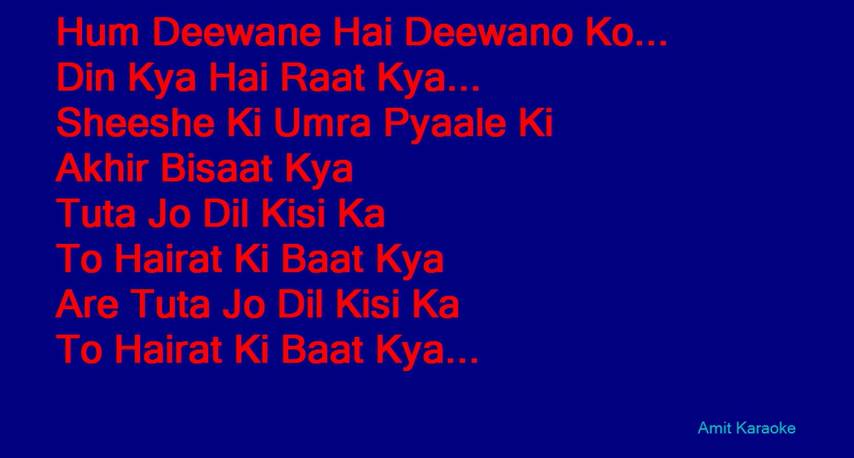 Hum Deewane Hai Deewano Ko...
Din Kya Hai Raat Kya...
Sheeshe Ki Umra Pyaale Ki
Akhir Bisaat Kya
Tuta Jo Dil Kisi Ka
To Hairat Ki Baat Kya
Are Tuta Jo Dil Kisi Ka
To Hairat Ki Baat Kya...
Amit Karaoke